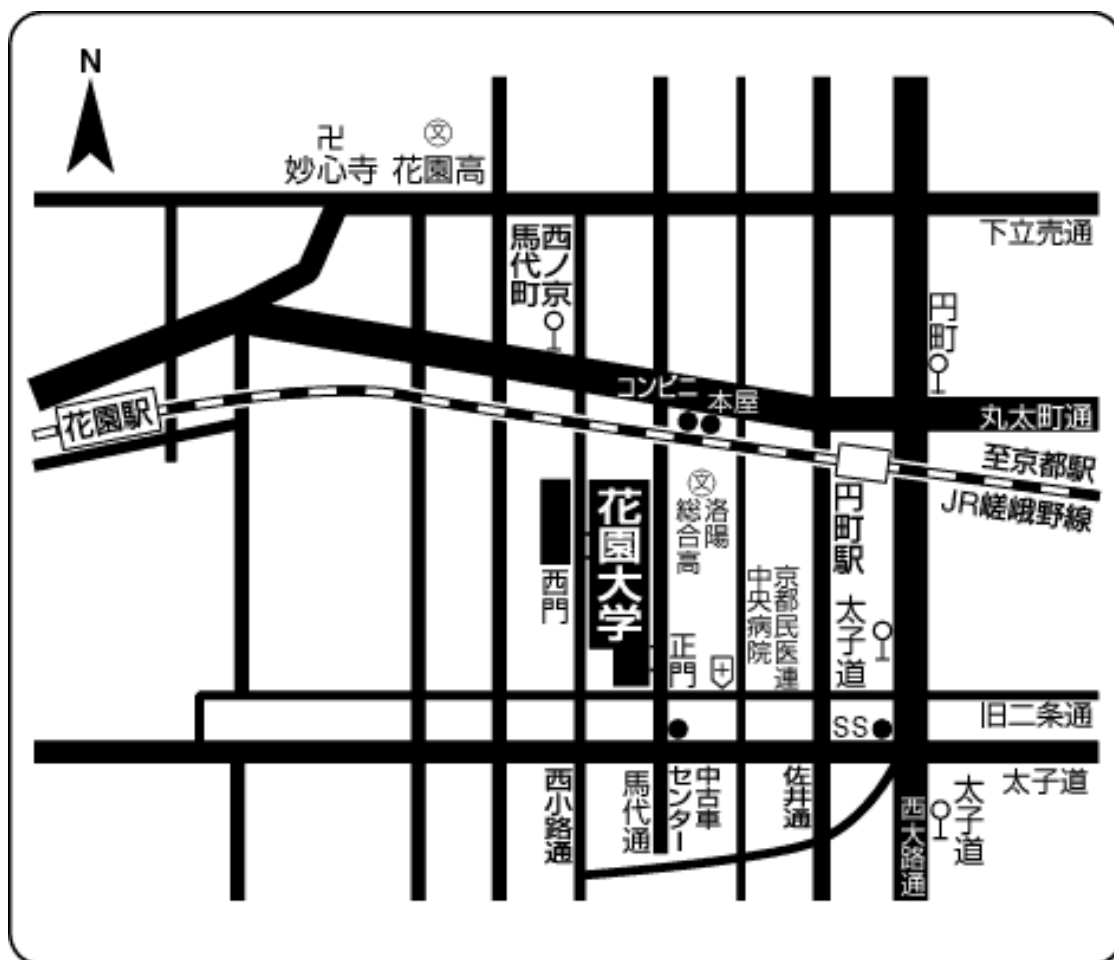 N
卍
妙心寺
文
花園高
下立売通
西ノ京
馬代町
円町
コンビニ
本屋
丸太町通
花園駅
至京都駅
JR嵯峨野線
円町駅
文
洛陽
総合高
花園大学
西門
正門
京都民医連
中央病院
太子道
旧二条通
SS
太子道
西小路通
馬代通
中古車
センター
佐井通
西大路通
太子道